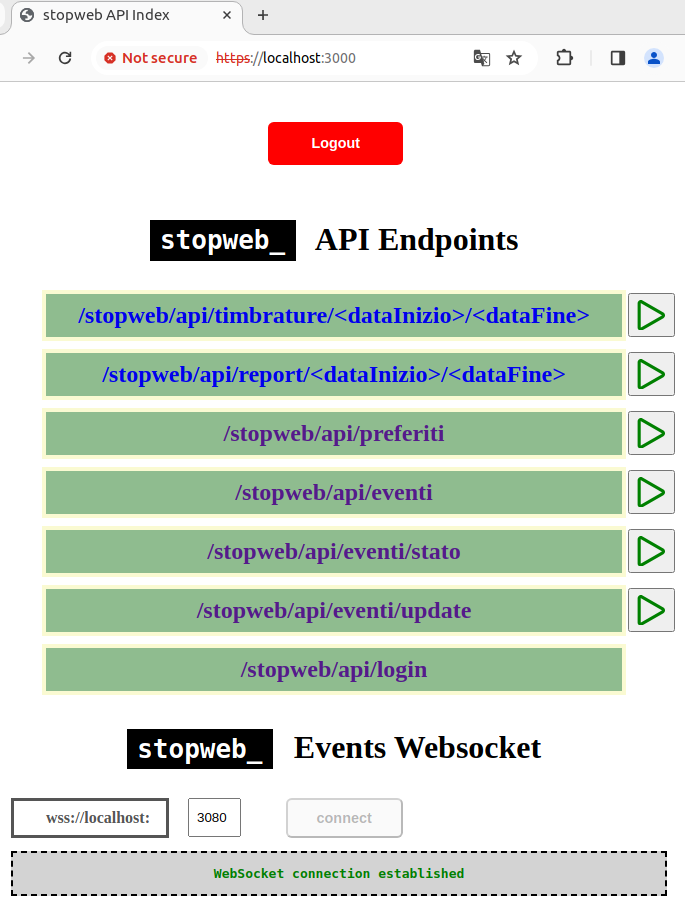 stopweb API Index
Not secure https://localhost:3000
Logout
stopweb_ API Endpoints
/stopweb/api/timbrature/<dataInizio>/<dataFine>
/stopweb/api/report/<dataInizio>/<dataFine>
/stopweb/api/preferiti
/stopweb/api/eventi
/stopweb/api/eventi/stato
/stopweb/api/eventi/update
/stopweb/api/login
stopweb_ Events Websocket
wss://localhost: 3080 connect
WebSocket connection established